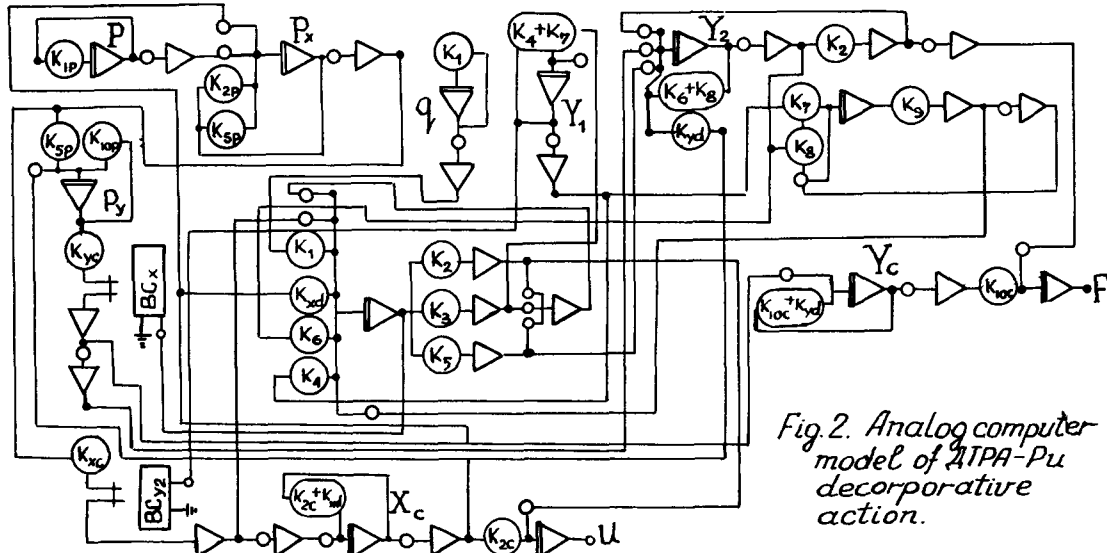 P
Pₓ
K₁P
K₂P
K₅P
K₁
q
K₄+K₇
Y₁
Y₂
K₂
K₆+K₈
Kyd
K₇
K₈
K₉
K₅P
K₁₀P
Py
Kyc
BCₓ
K₁
Kxd
K₆
K₄
K₂
K₃
K₅
Yc
K₁₀c+Kyd
K₁₀c
F
Kxc
BCy₂
K₂c+Kxd
Xc
K₂c
U
Fig. 2. Analog computer
model of DTPA-Pu
decorporative
action.